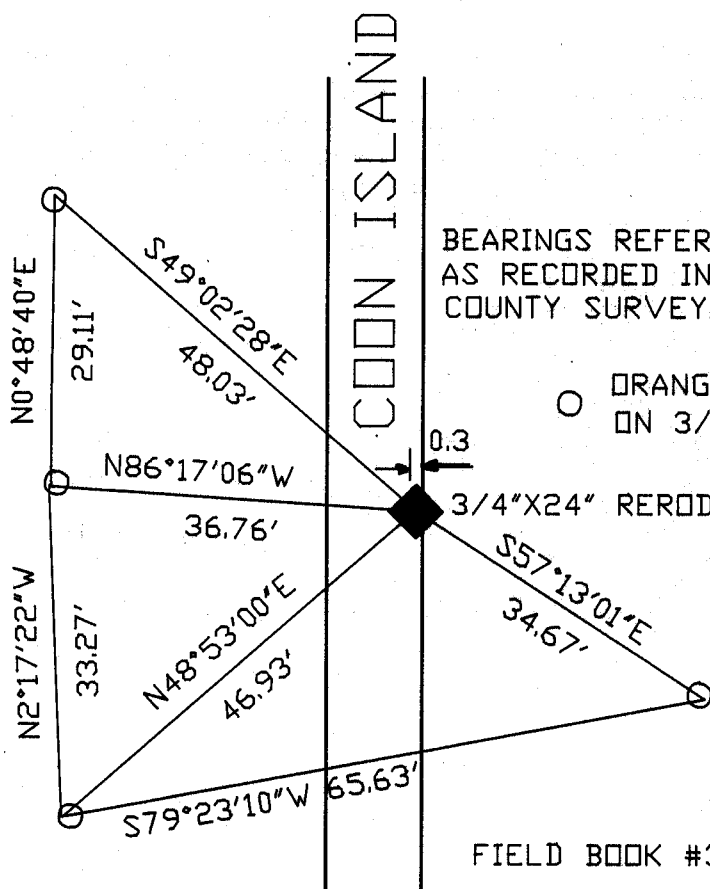 COON ISLAND
BEARINGS REFER
AS RECORDED IN
COUNTY SURVEY
ORANG
ON 3/
S49°02'28"E
48.03'
N0°48'40"E
29.11'
0.3
N86°17'06"W
36.76'
3/4"X24" REROD
S57°13'01"E
34.67'
N2°17'22"W
33.27'
N48°53'00"E
46.93'
S79°23'10"W 65.63'
FIELD BOOK #3